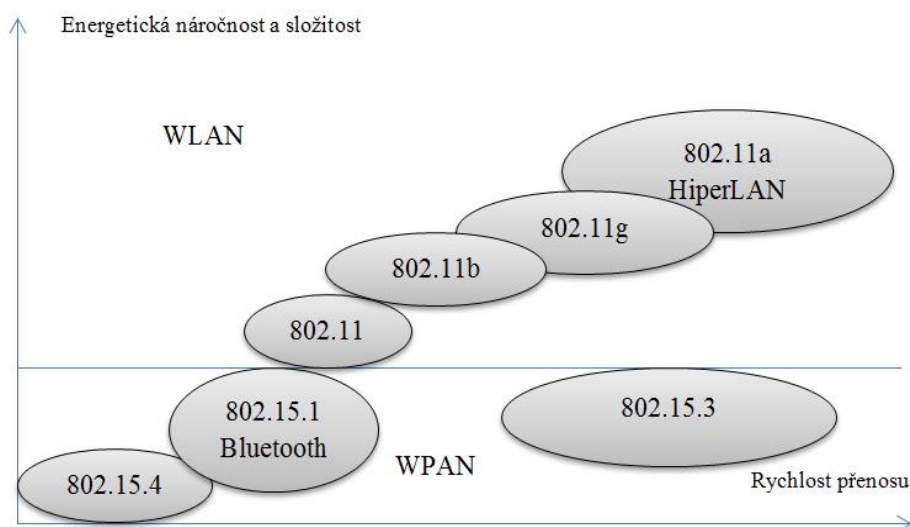 Energetická náročnost a složitost
WLAN
802.11a
HiperLAN
802.11g
802.11b
802.11
802.15.1
Bluetooth
802.15.3
WPAN
802.15.4
Rychlost přenosu